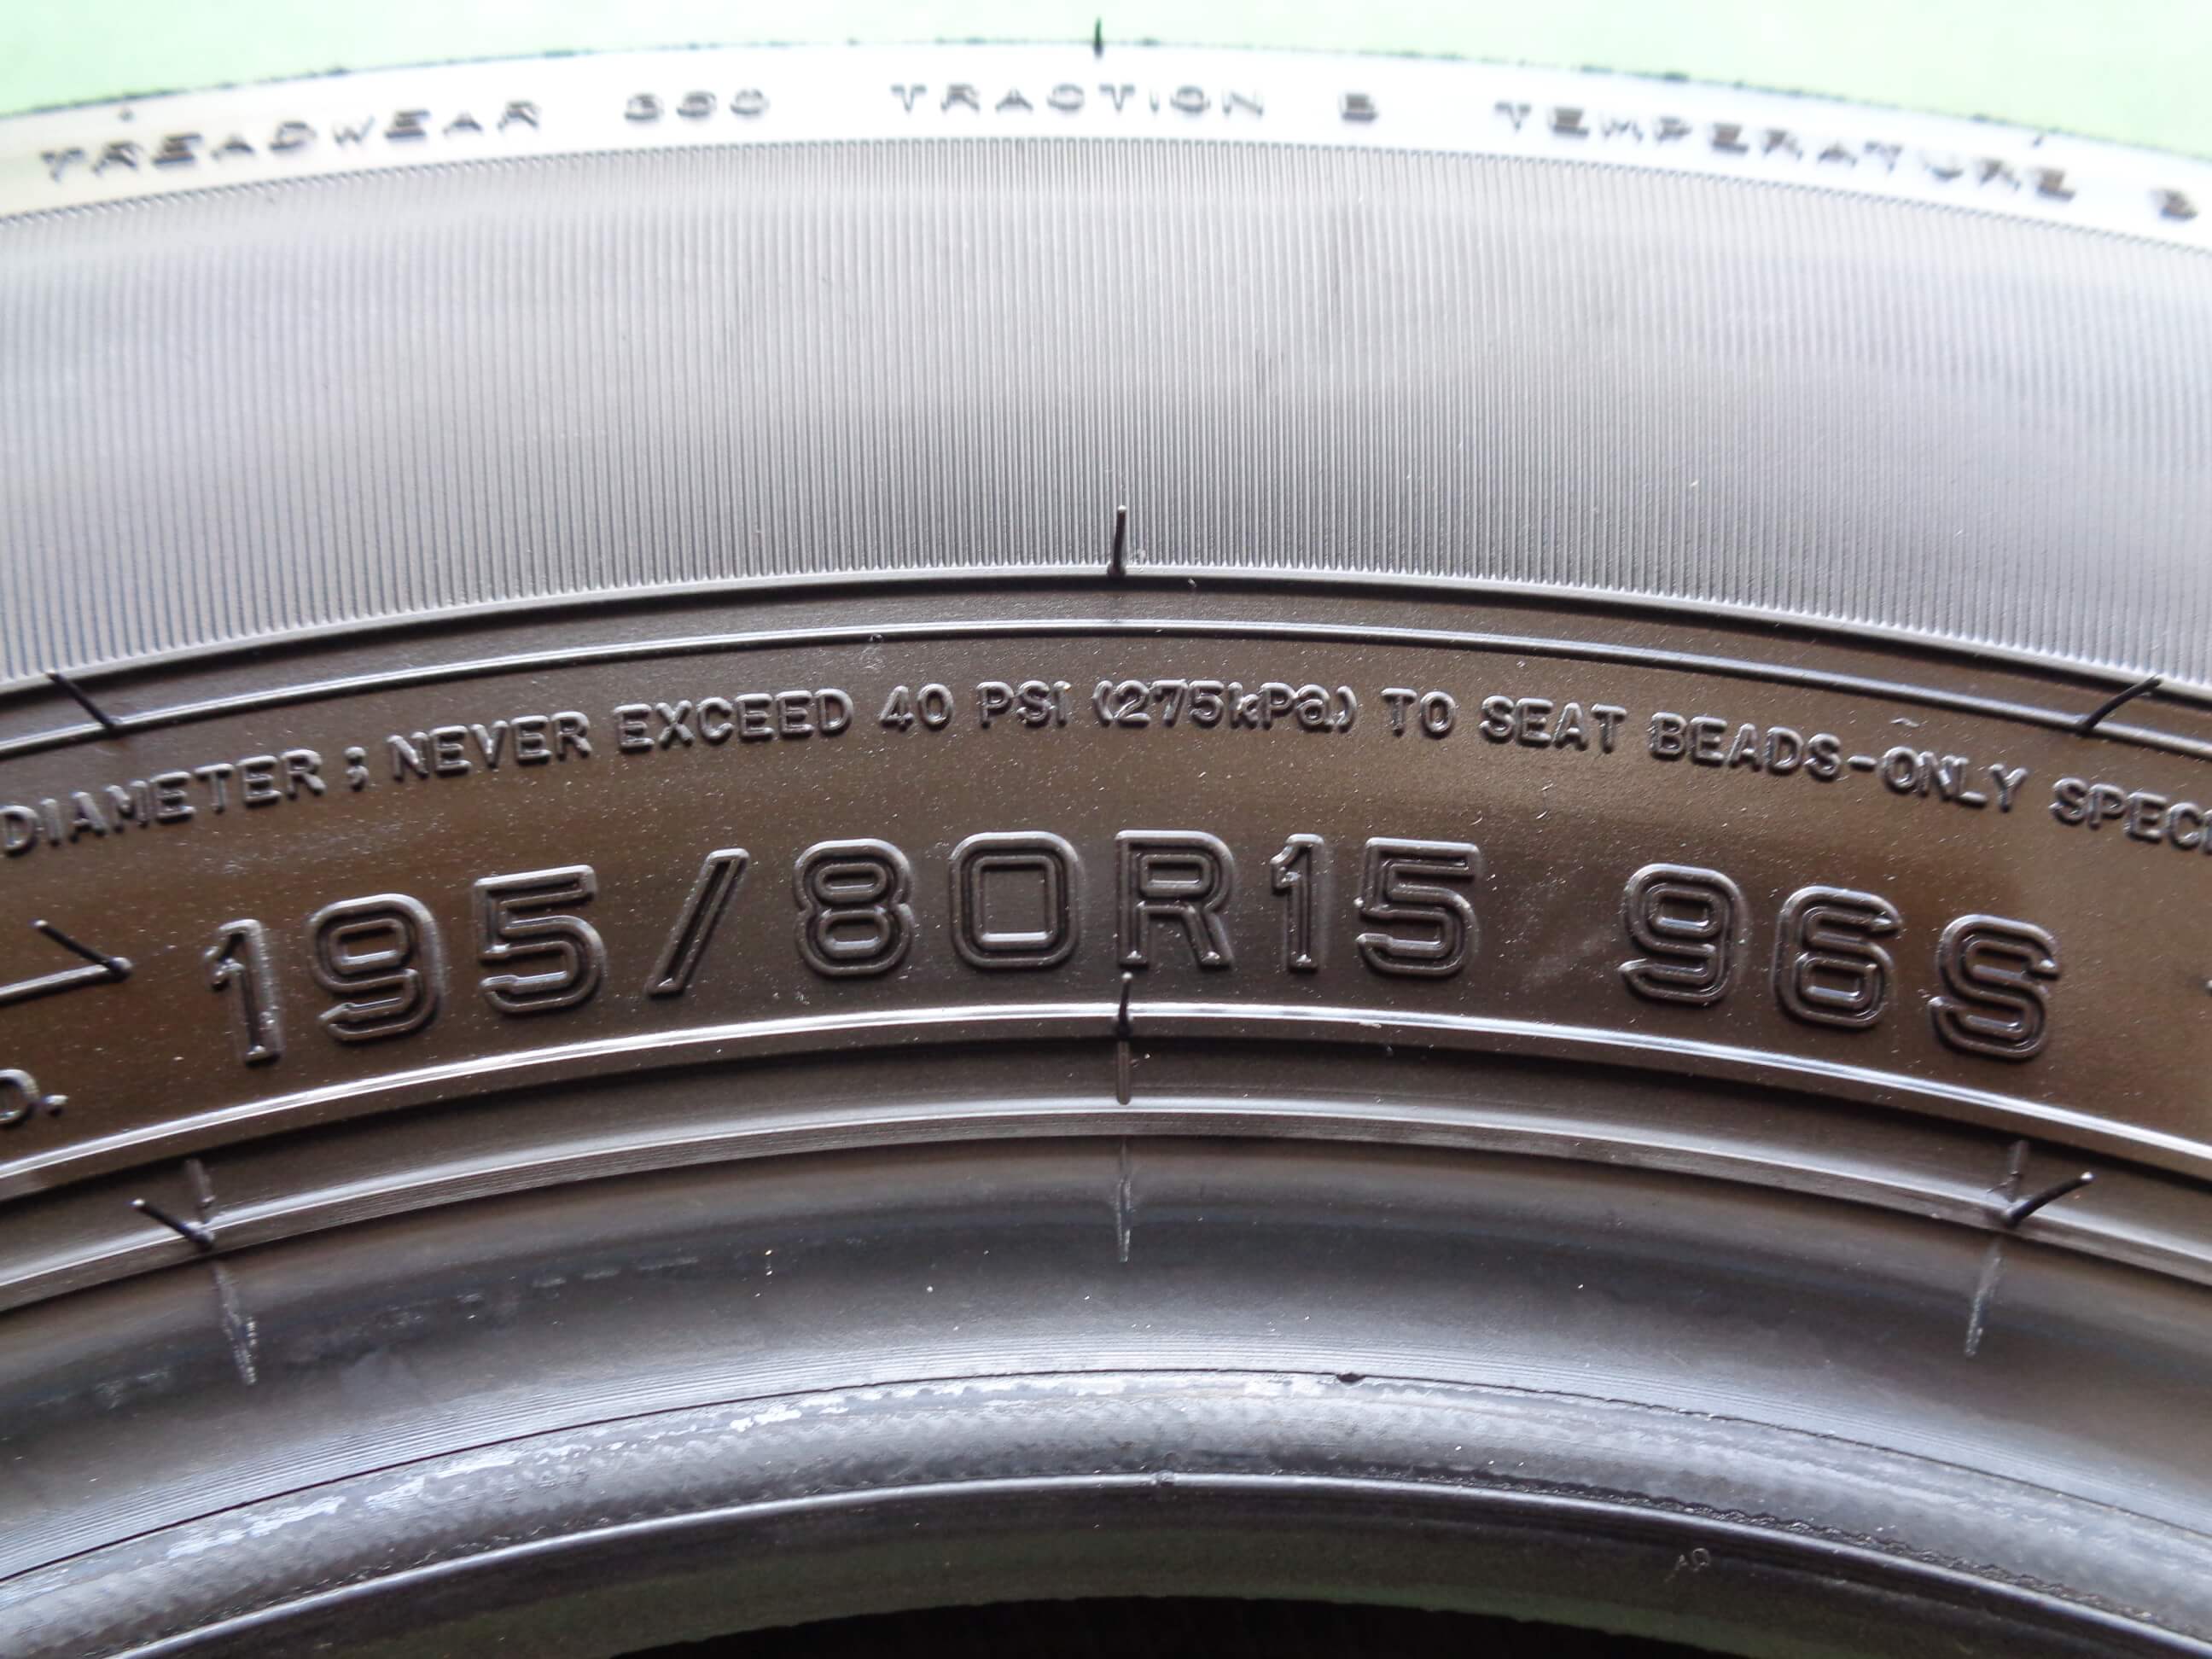 TREADWEAR TRACTION B TEMPERATURE B
DIAMETER ; NEVER EXCEED 40 PSI (275kPa) TO SEAT BEADS-ONLY
195/80R15 96S